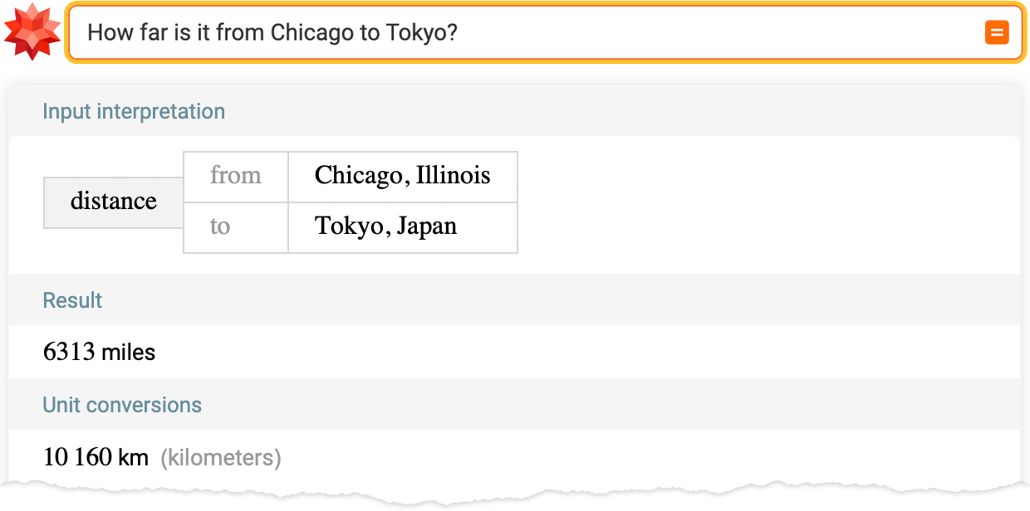 How far is it from Chicago to Tokyo?
=
Input interpretation
distance
from Chicago, Illinois
to Tokyo, Japan
Result
6313 miles
Unit conversions
10 160 km (kilometers)